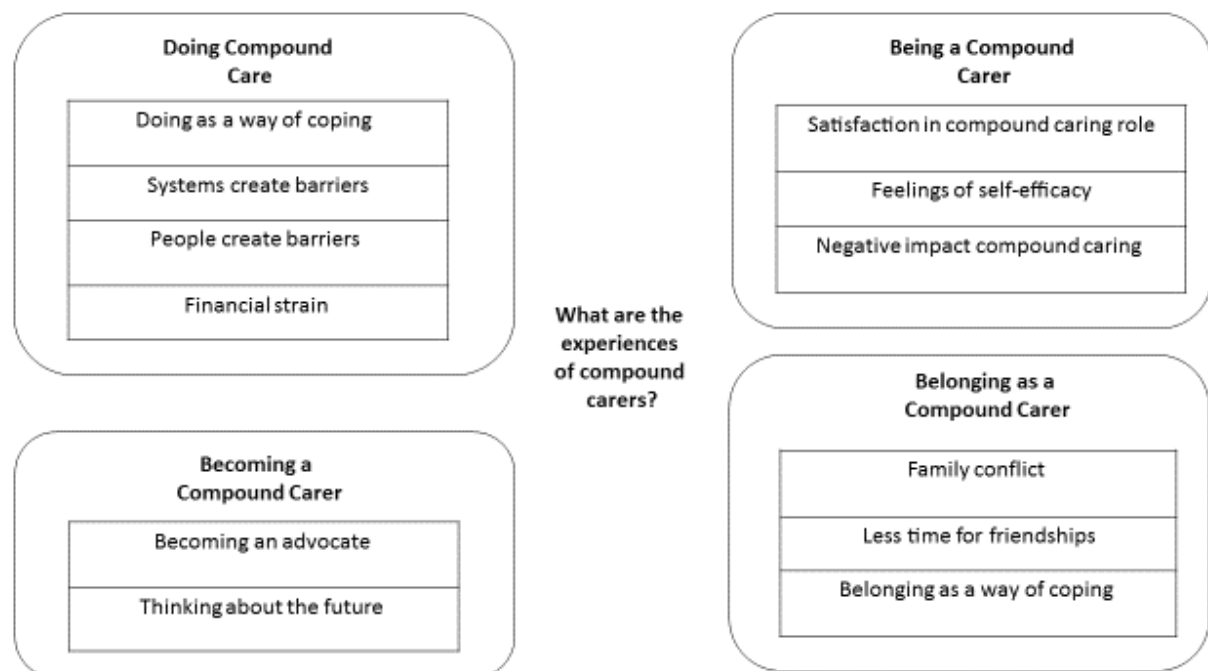 Doing Compound
Care
Doing as a way of coping
Systems create barriers
People create barriers
Financial strain
Being a Compound
Carer
Satisfaction in compound caring role
Feelings of self-efficacy
Negative impact compound caring
What are the
experiences
of compound
carers?
Becoming a
Compound Carer
Becoming an advocate
Thinking about the future
Belonging as a
Compound Carer
Family conflict
Less time for friendships
Belonging as a way of coping